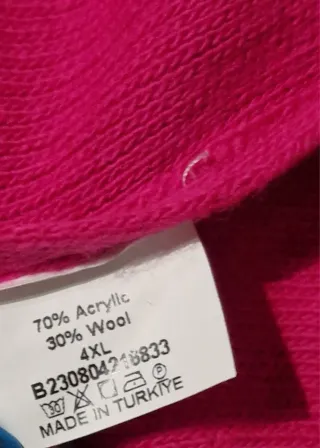 70% Acrylic
30% Wool
4XL
B230804216833
P
MADE IN TURKIYE